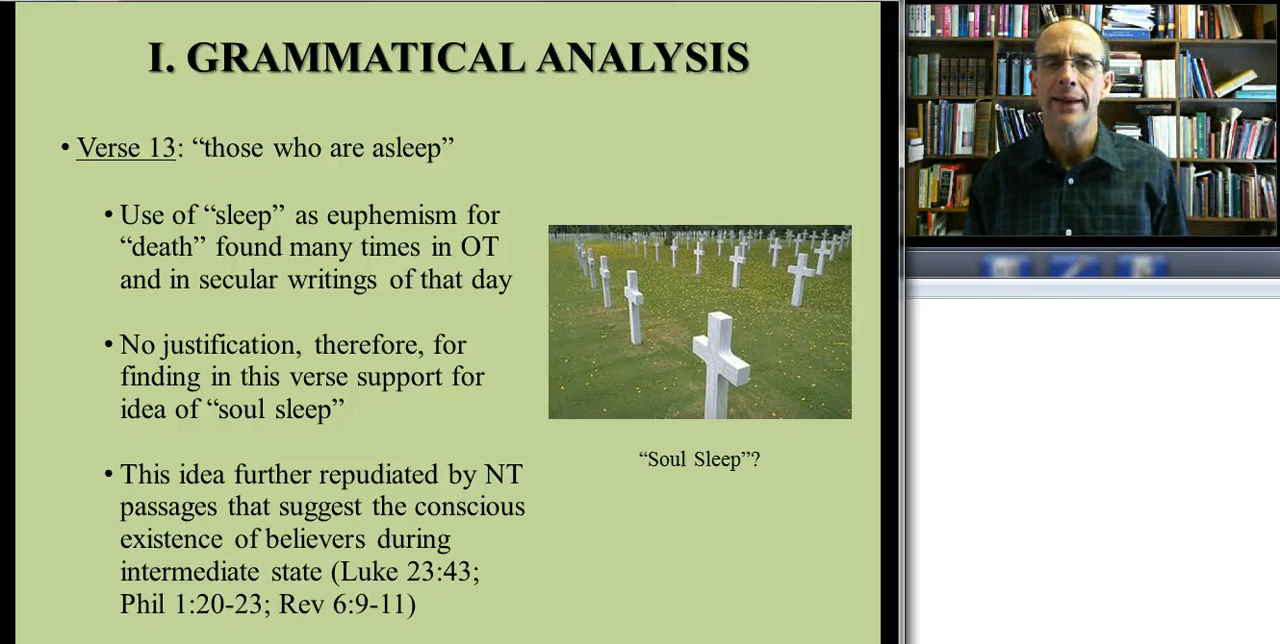 I. GRAMMATICAL ANALYSIS
• Verse 13: “those who are asleep”
• Use of “sleep” as euphemism for
“death” found many times in OT
and in secular writings of that day
• No justification, therefore, for
finding in this verse support for
idea of “soul sleep”
• This idea further repudiated by NT
passages that suggest the conscious
existence of believers during
intermediate state (Luke 23:43;
Phil 1:20-23; Rev 6:9-11)
“Soul Sleep”?